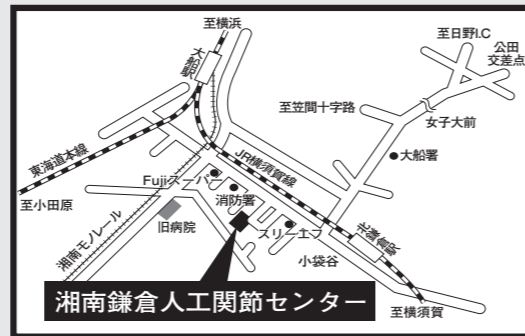 至横浜
至日野I.C
公田
交差点
大船駅
至笠間十字路
女子大前
東海道本線
JR横須賀線
大船署
Fujiスーパー
消防署
至小田原
湘南モノレール
旧病院
スリーエフ
北鎌倉駅
小袋谷
湘南鎌倉人工関節センター
至横須賀